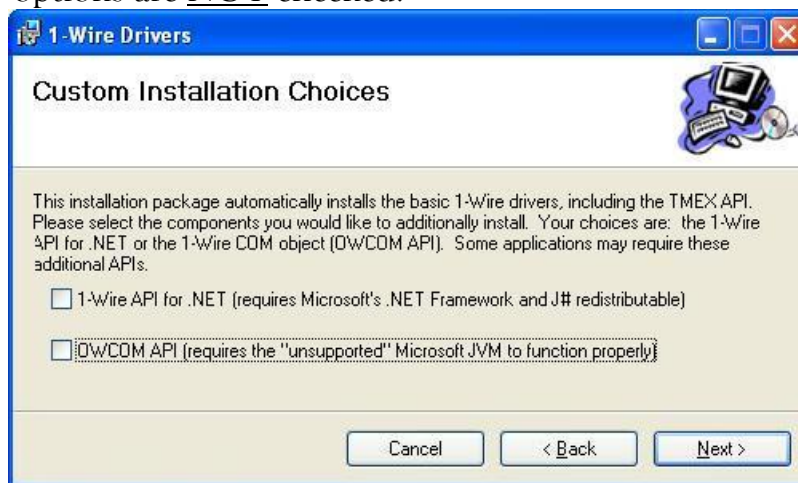 options are NOT checked.
1-Wire Drivers
Custom Installation Choices
This installation package automatically installs the basic 1-Wire drivers, including the TMEX API.
Please select the components you would like to additionally install. Your choices are: the 1-Wire
API for .NET or the 1-Wire COM object (OWCOM API). Some applications may require these
additional APIs.
1-Wire API for .NET (requires Microsoft's .NET Framework and J# redistributable)
OWCOM API (requires the "unsupported" Microsoft JVM to function properly)
Cancel
< Back
Next >